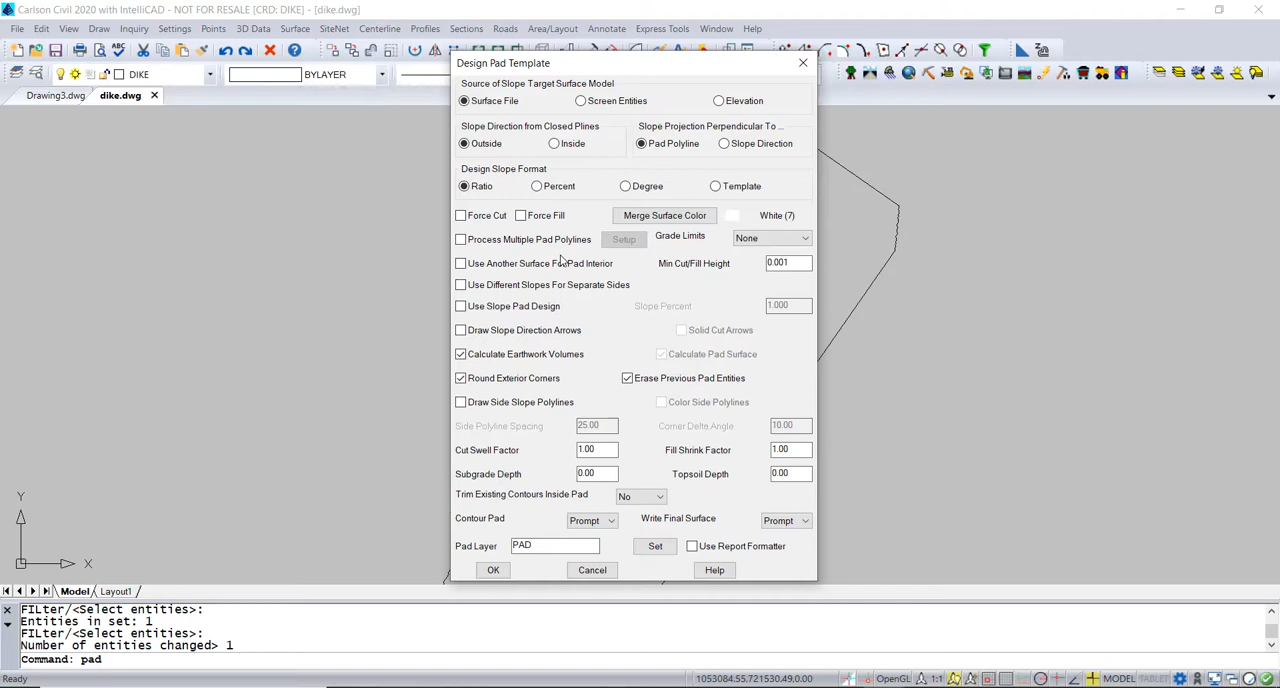 Carlson Civil 2020 with IntelliCAD - NOT FOR RESALE [CRD: DIKE] - [dike.dwg]
File Edit View Draw Inquiry Settings Points Surface 3D Data SiteNet Centerline Profiles Sections Roads Area/Layout Annotate Express Tools Window Help
DIKE BYLAYER
Drawing3.dwg dike.dwg
Design Pad Template
Source of Slope Target Surface Model
Surface File Screen Entities Elevation
Slope Direction from Closed Plines Slope Projection Perpendicular To ...
Outside Inside Pad Polyline Slope Direction
Design Slope Format
Ratio Percent Degree Template
Force Cut Force Fill Merge Surface Color White (7)
Process Multiple Pad Polylines Setup Grade Limits None
Use Another Surface For Pad Interior Min Cut/Fill Height 0.001
Use Different Slopes For Separate Sides
Use Slope Pad Design Slope Percent 1.000
Draw Slope Direction Arrows Solid Cut Arrows
Calculate Earthwork Volumes Calculate Pad Surface
Round Exterior Corners Erase Previous Pad Entities
Draw Side Slope Polylines Color Side Polylines
Side Polyline Spacing 25.00 Corner Delta Angle 10.00
Cut Swell Factor 1.00 Fill Shrink Factor 1.00
Subgrade Depth 0.00 Topsoil Depth 0.00
Trim Existing Contours Inside Pad No
Contour Pad Prompt Write Final Surface Prompt
Pad Layer PAD Set Use Report Formatter
OK Cancel Help
Y
X
Model Layout1
FILter/<Select entities>:
Entities in set: 1
FILter/<Select entities>:
Number of entities changed> 1
Command: pad
Ready 1053084.55,721530.49,0.00 OpenGL 1:1 MODEL TABLET